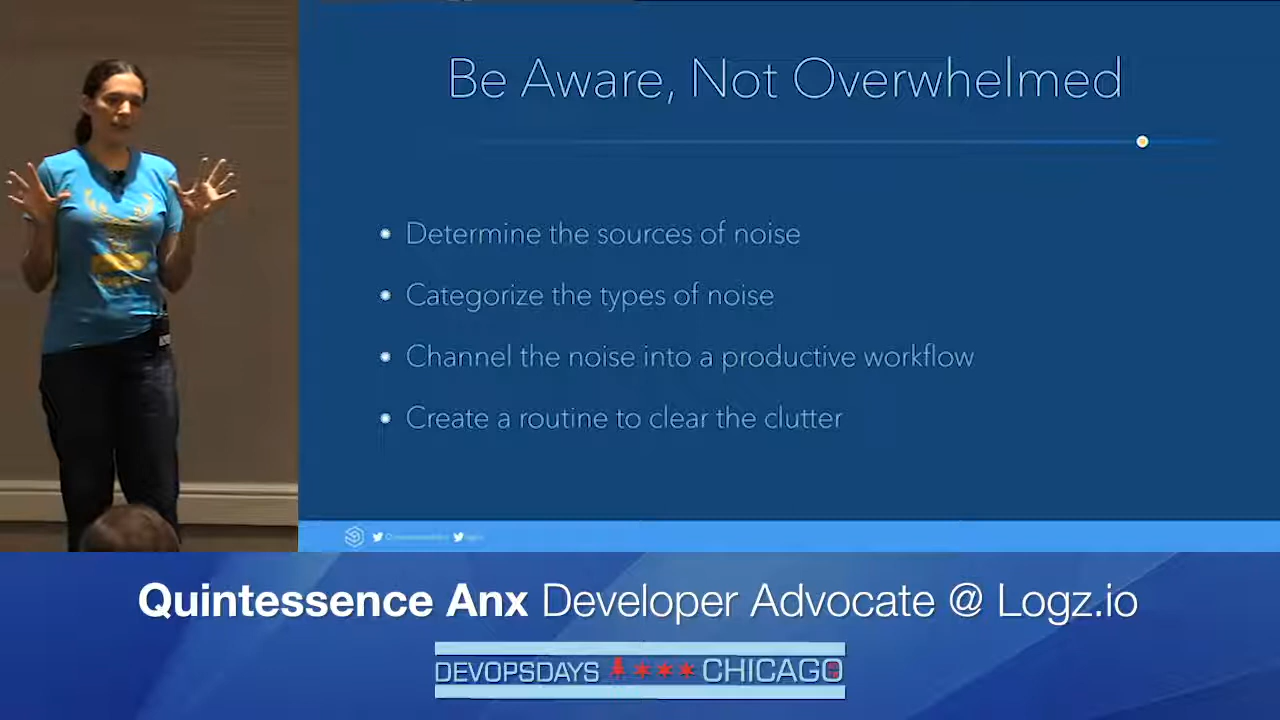 Be Aware, Not Overwhelmed
Determine the sources of noise
Categorize the types of noise
Channel the noise into a productive workflow
Create a routine to clear the clutter
Quintessence Anx Developer Advocate @ Logz.io
DEVOPSDAYS CHICAGO